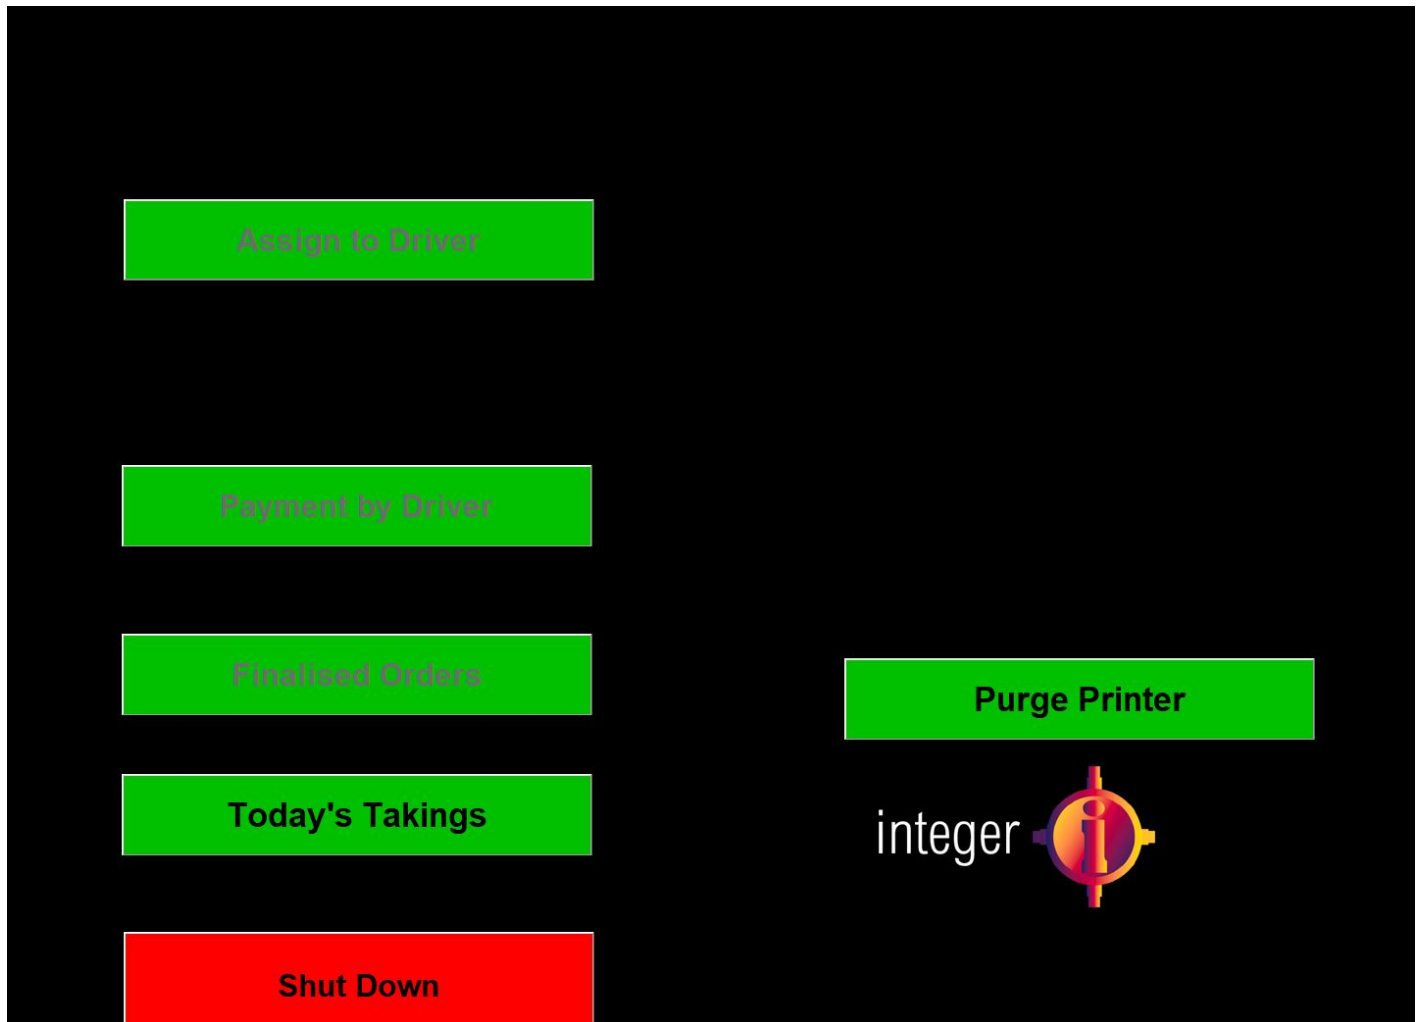 Assign to Driver
Payment by Driver
Finalised Orders
Purge Printer
Today's Takings
integer
Shut Down